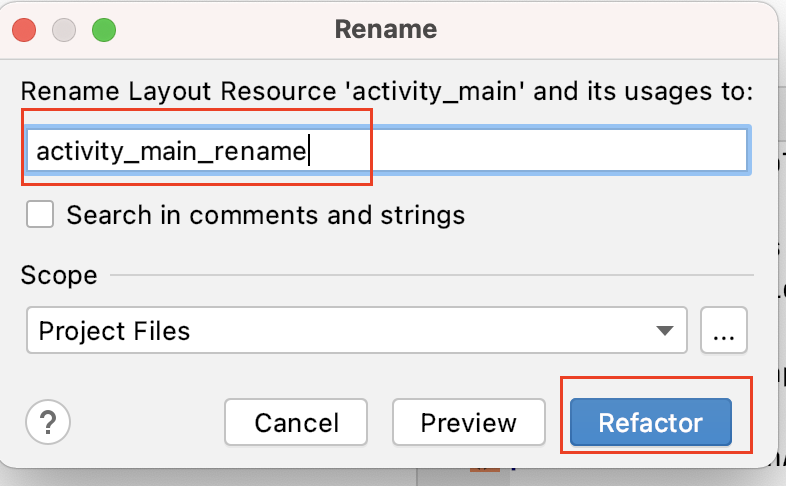 Rename
Rename Layout Resource 'activity_main' and its usages to:
activity_main_rename
Search in comments and strings
Scope
Project Files
...
?
Cancel
Preview
Refactor